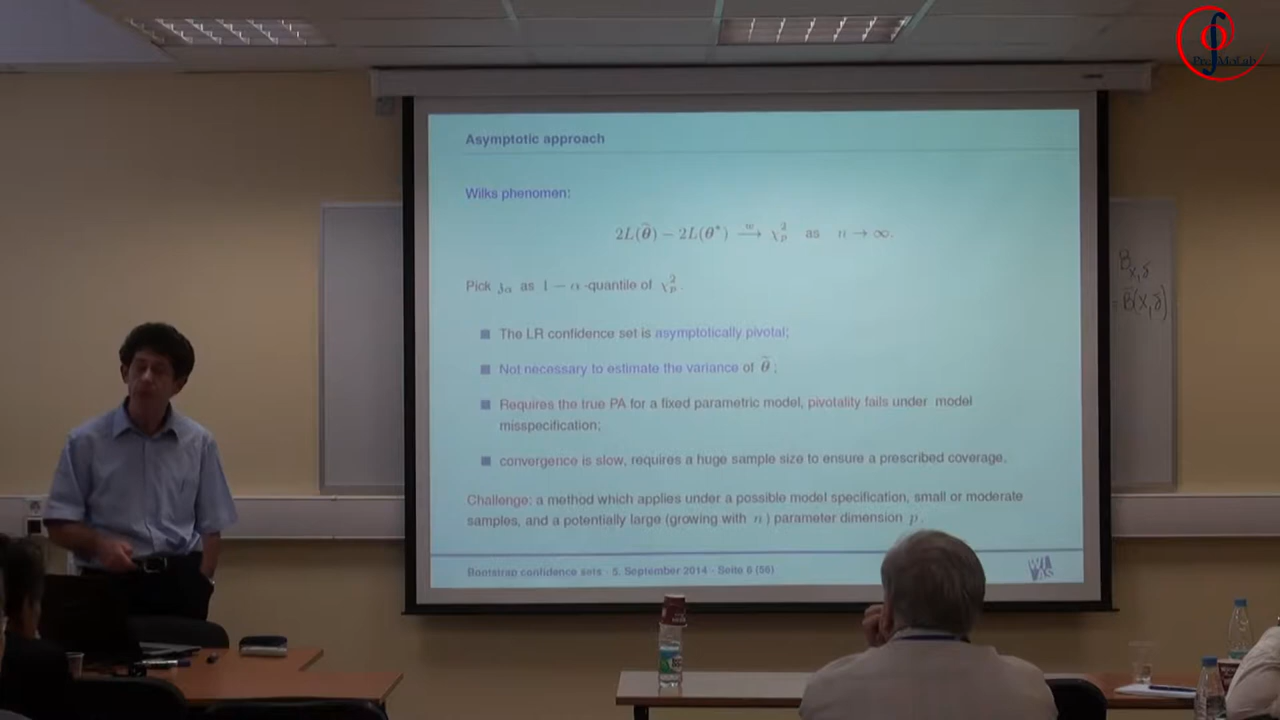 PreMoLab
Asymptotic approach
Wilks phenomen:
2L(θ̃) − 2L(θ*) →ʷ χ²ₚ as n → ∞.
Pick 𝔷α as 1 − α-quantile of χ²ₚ.
The LR confidence set is asymptotically pivotal;
Not necessary to estimate the variance of θ̃;
Requires the true PA for a fixed parametric model, pivotality fails under model
misspecification;
convergence is slow, requires a huge sample size to ensure a prescribed coverage.
Challenge: a method which applies under a possible model specification, small or moderate
samples, and a potentially large (growing with n) parameter dimension p.
Bootstrap confidence sets · 5. September 2014 · Seite 6 (56)
WIAS
B x,δ
= B(x,δ)